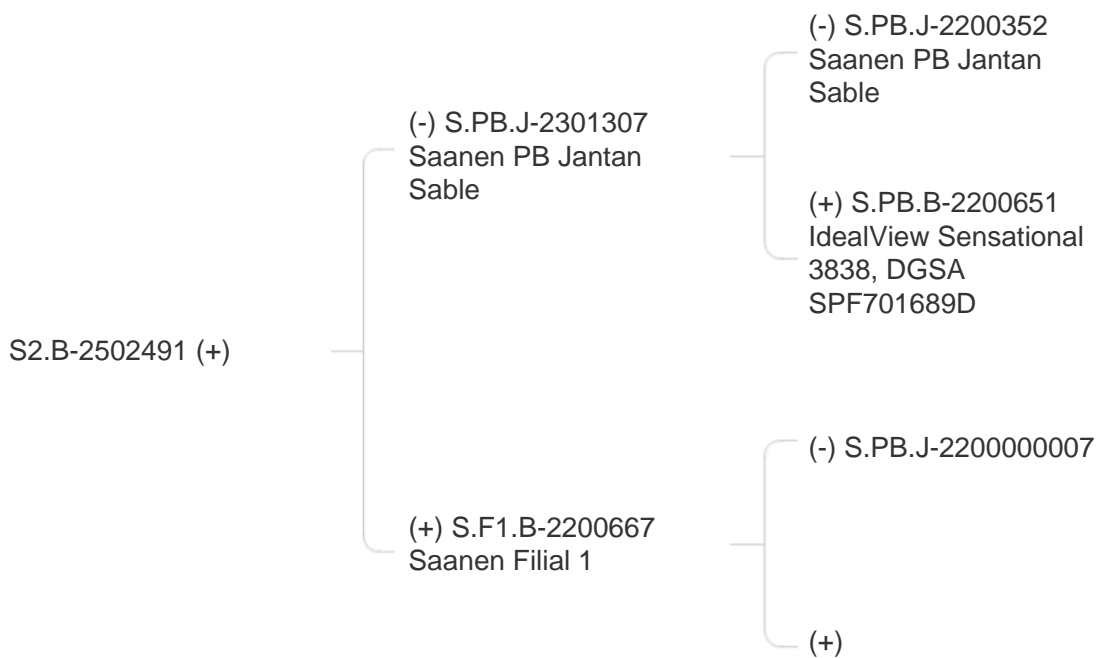 (-) S.PB.J-2200352
Saanen PB Jantan
Sable
(-) S.PB.J-2301307
Saanen PB Jantan
Sable
(+) S.PB.B-2200651
IdealView Sensational
3838, DGSA
SPF701689D
S2.B-2502491 (+)
(-) S.PB.J-2200000007
(+) S.F1.B-2200667
Saanen Filial 1
(+)